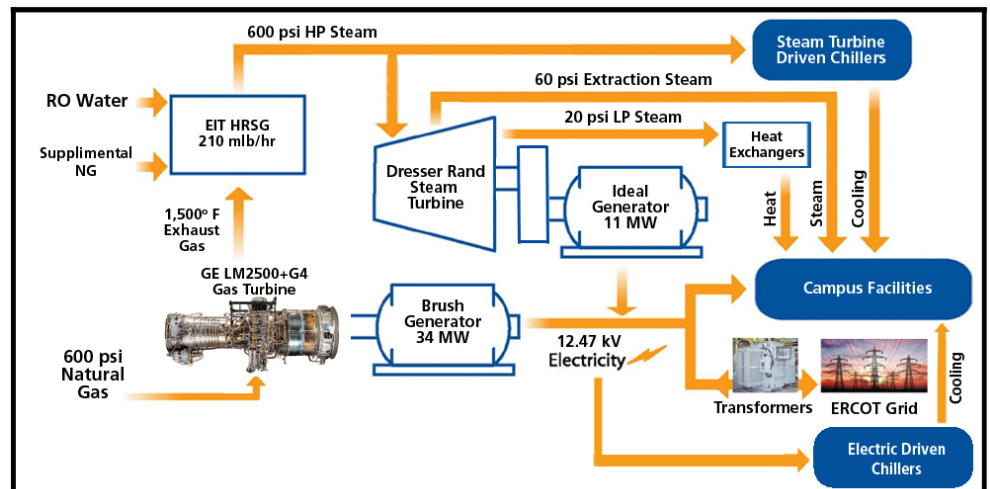 600 psi HP Steam
Steam Turbine
Driven Chillers
60 psi Extraction Steam
RO Water
EIT HRSG
210 mlb/hr
20 psi LP Steam
Heat
Exchangers
Supplimental
NG
Dresser Rand
Steam
Turbine
Ideal
Generator
11 MW
Heat
Steam
Cooling
1,500º F
Exhaust
Gas
GE LM2500+G4
Gas Turbine
Campus Facilities
Brush
Generator
34 MW
12.47 kV
Electricity
600 psi
Natural
Gas
Transformers
ERCOT Grid
Cooling
Electric Driven
Chillers